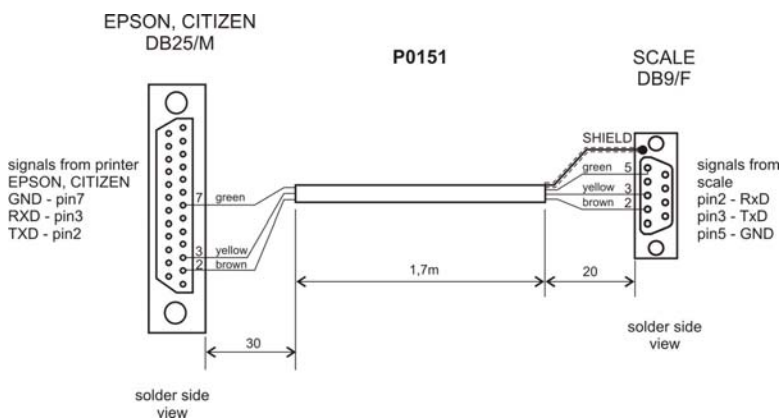 EPSON, CITIZEN
DB25/M
P0151
SCALE
DB9/F
signals from printer
EPSON, CITIZEN
GND - pin7
RXD - pin3
TXD - pin2
7 green
3 yellow
2 brown
SHIELD
green 5
yellow 3
brown 2
signals from
scale
pin2 - RxD
pin3 - TxD
pin5 - GND
1,7m
20
30
solder side
view
solder side
view